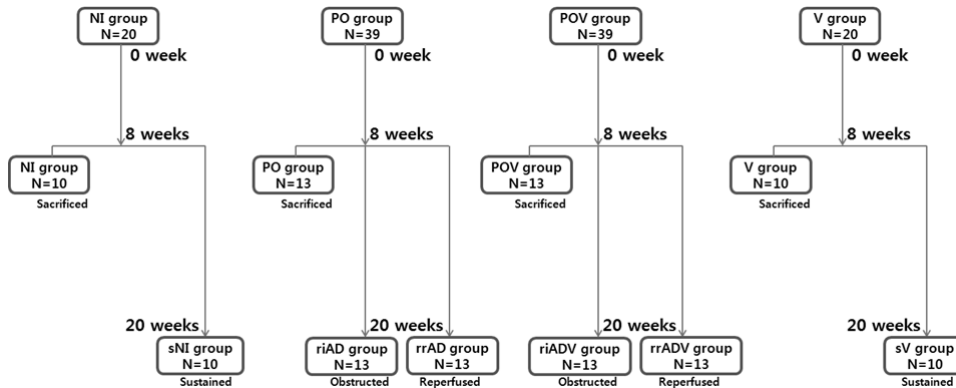 NI group
N=20
PO group
N=39
POV group
N=39
V group
N=20
0 week
0 week
0 week
0 week
8 weeks
8 weeks
8 weeks
8 weeks
NI group
N=10
Sacrificed
PO group
N=13
Sacrificed
POV group
N=13
Sacrificed
V group
N=10
Sacrificed
20 weeks
20 weeks
20 weeks
20 weeks
sNI group
N=10
Sustained
riAD group
N=13
Obstructed
rrAD group
N=13
Reperfused
riADV group
N=13
Obstructed
rrADV group
N=13
Reperfused
sV group
N=10
Sustained